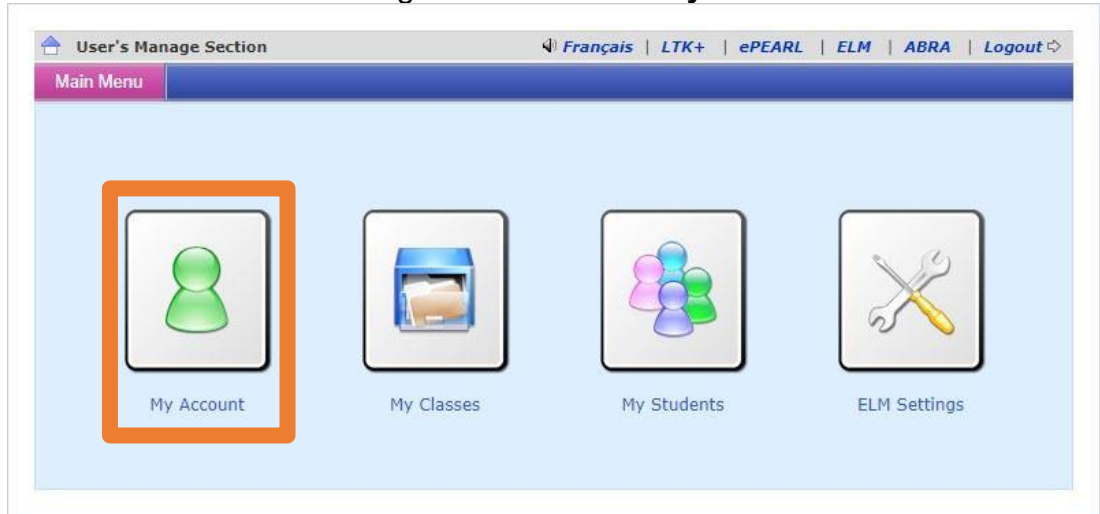 User's Manage Section Français | LTK+ | ePEARL | ELM | ABRA | Logout
Main Menu
My Account My Classes My Students ELM Settings